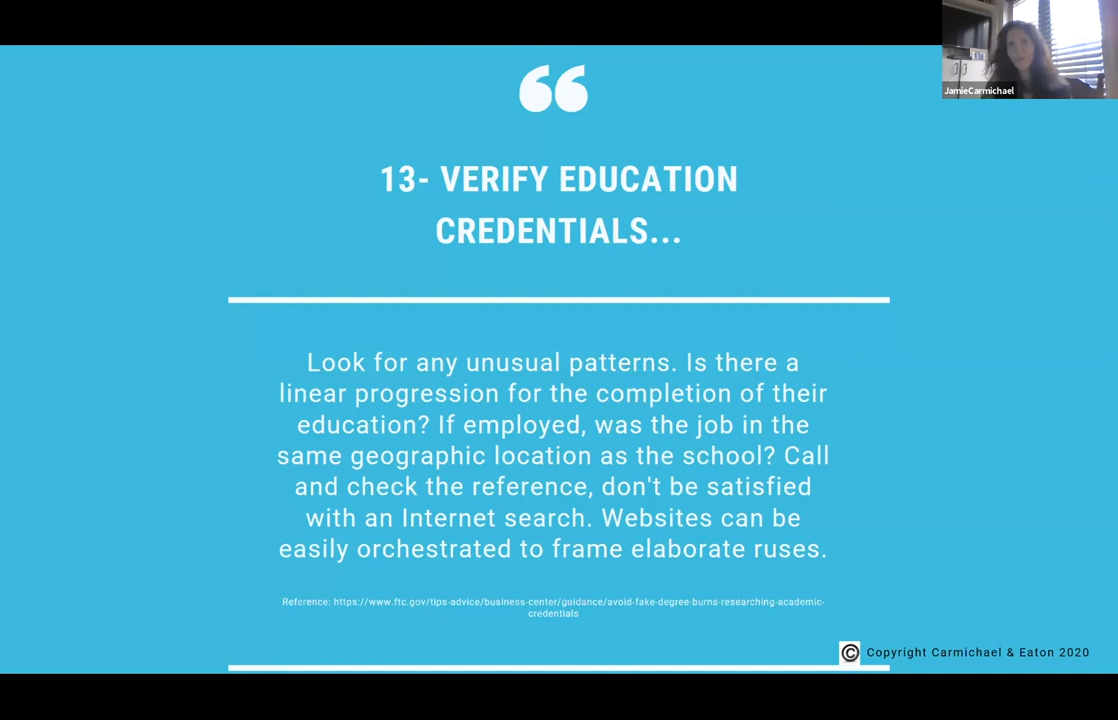 JamieCarmichael
“
13- VERIFY EDUCATION
CREDENTIALS...
Look for any unusual patterns. Is there a
linear progression for the completion of their
education? If employed, was the job in the
same geographic location as the school? Call
and check the reference, don't be satisfied
with an Internet search. Websites can be
easily orchestrated to frame elaborate ruses.
Reference: https://www.ftc.gov/tips-advice/business-center/guidance/avoid-fake-degree-burns-researching-academic-
credentials
© Copyright Carmichael & Eaton 2020